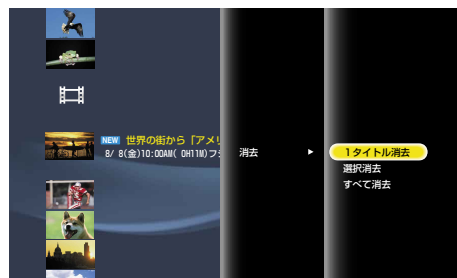 NEW 世界の街から「アメリ
8/ 8(金)10:00AM( 0H11M)フラ
消去 ▶
1タイトル消去
選択消去
すべて消去